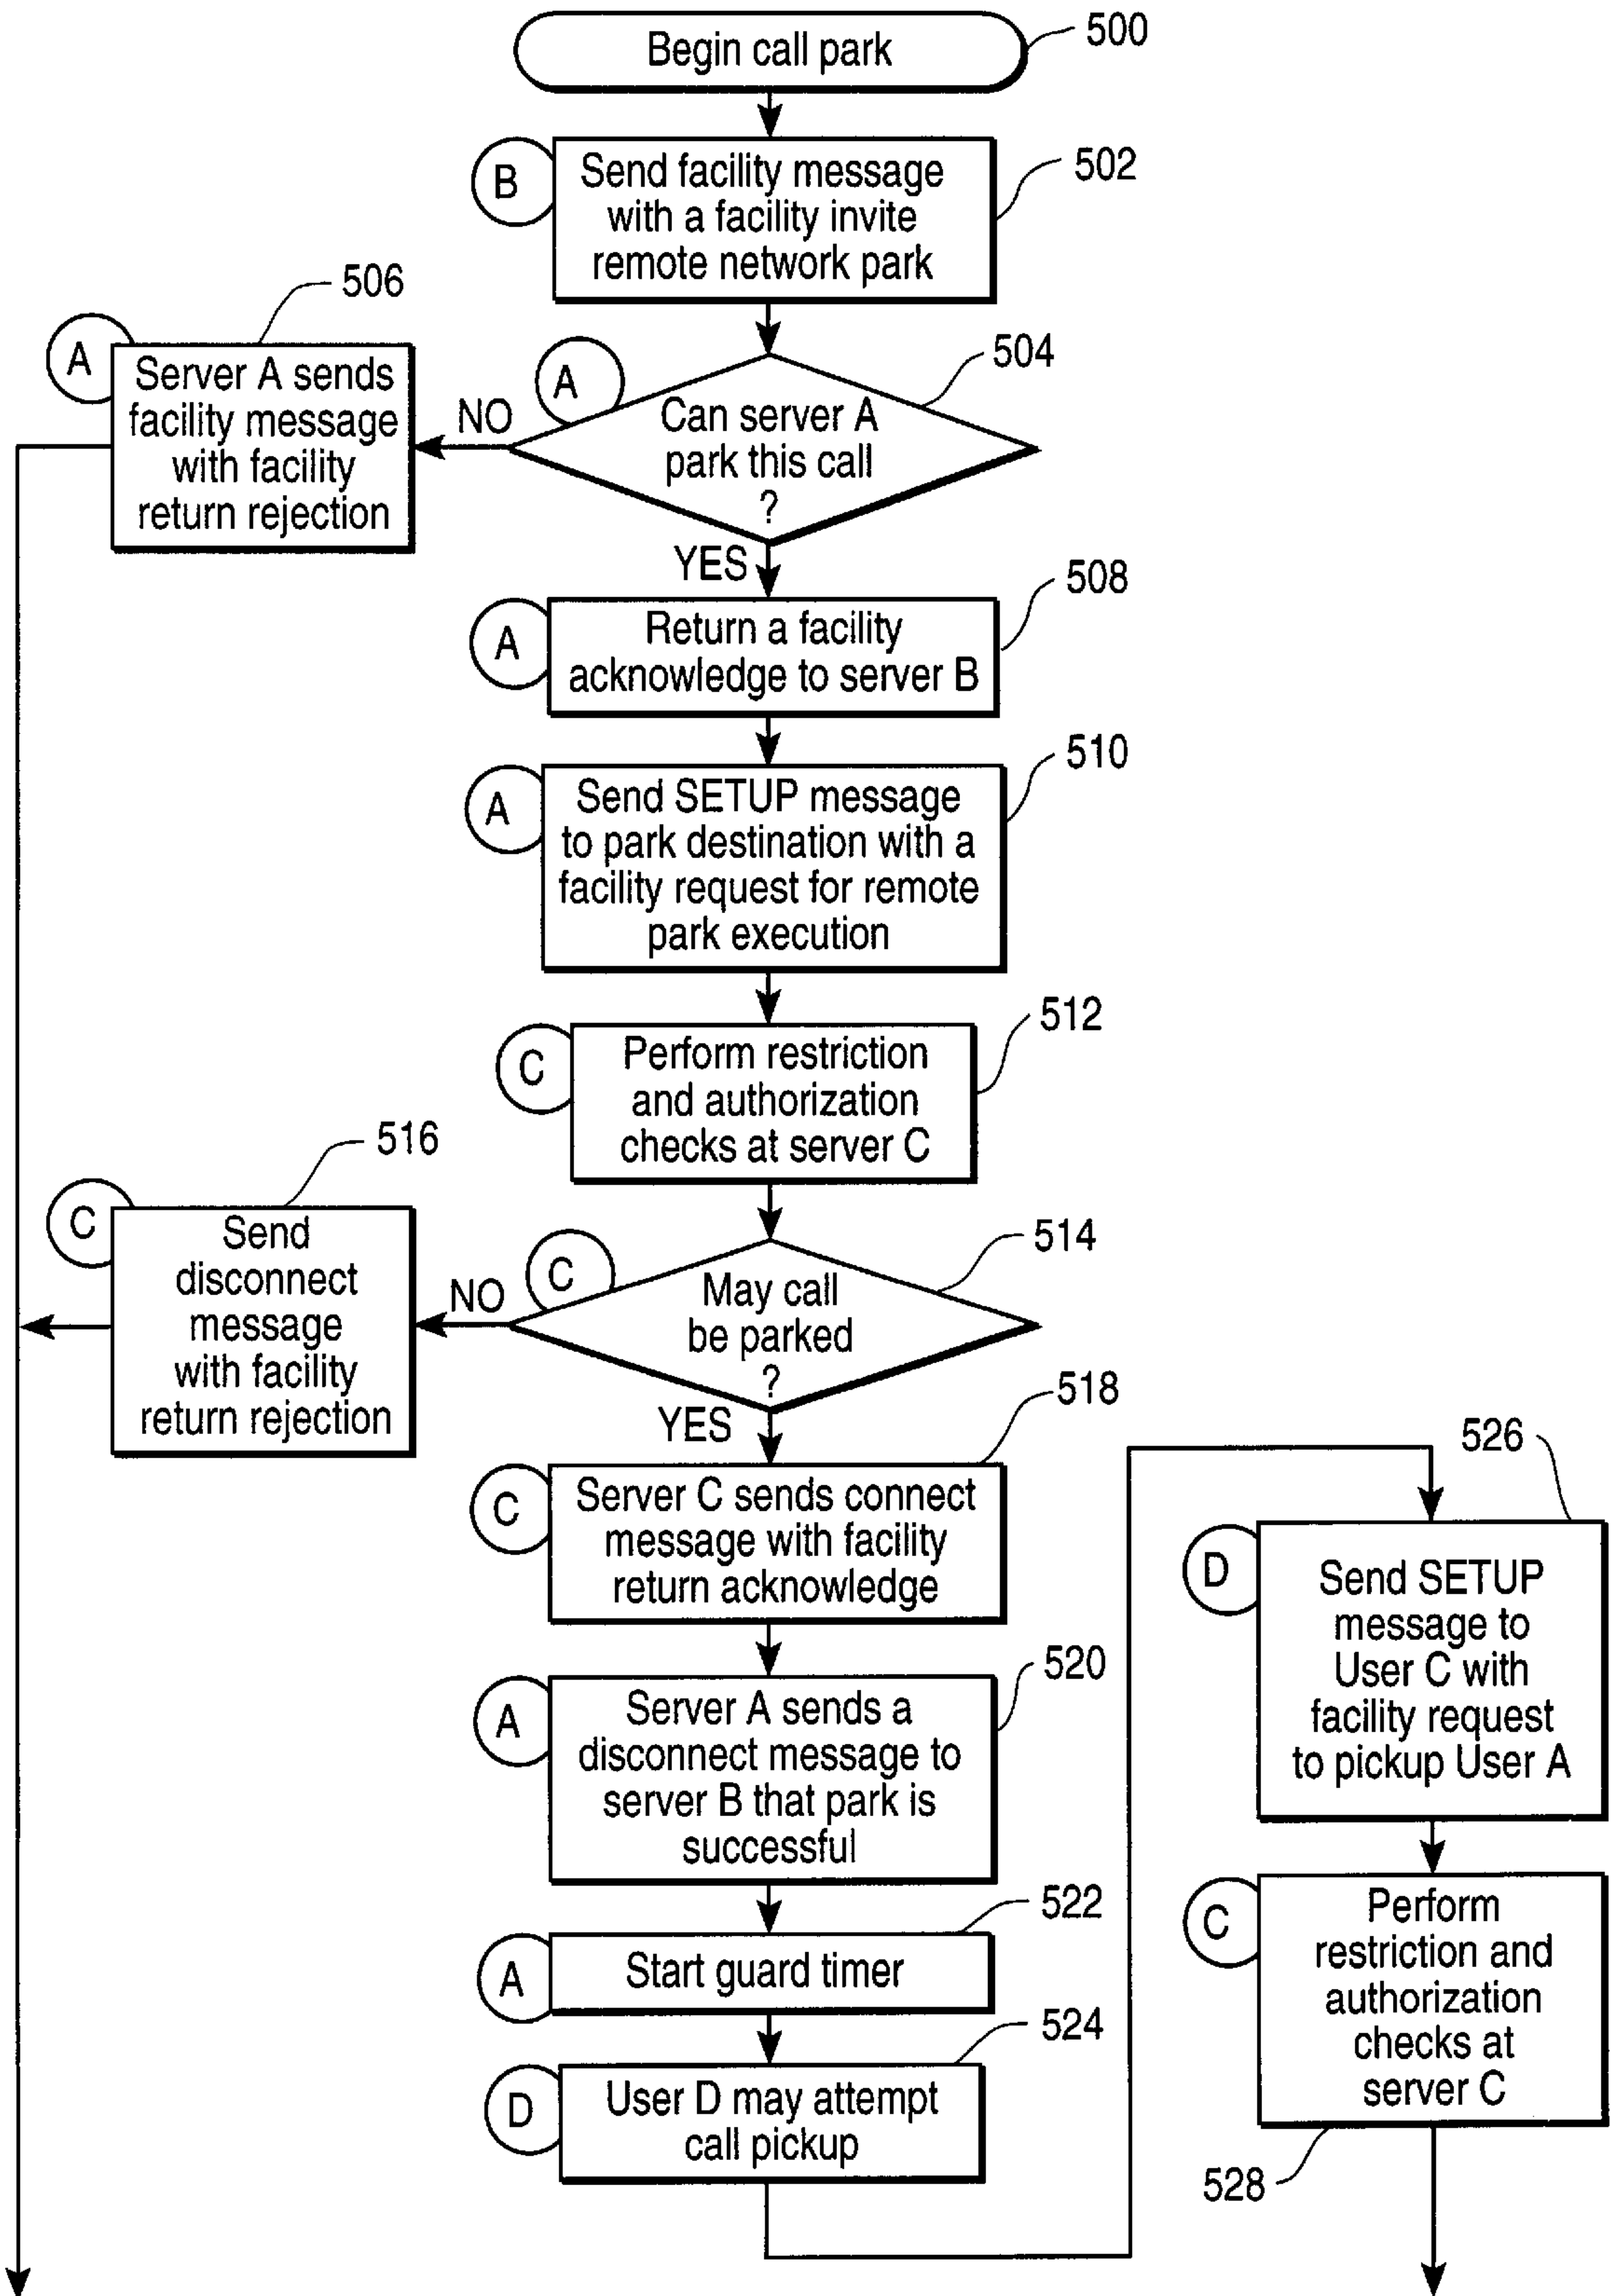 Begin call park
500
B
Send facility message
with a facility invite
remote network park
502
506
A
Server A sends
facility message
with facility
return rejection
NO
A
504
Can server A
park this call
?
YES
508
A
Return a facility
acknowledge to server B
510
A
Send SETUP message
to park destination with a
facility request for remote
park execution
512
C
Perform restriction
and authorization
checks at server C
516
C
Send
disconnect
message
with facility
return rejection
NO
C
514
May call
be parked
?
YES
518
C
Server C sends connect
message with facility
return acknowledge
520
A
Server A sends a
disconnect message to
server B that park is
successful
522
A
Start guard timer
524
D
User D may attempt
call pickup
526
D
Send SETUP
message to
User C with
facility request
to pickup User A
C
Perform
restriction and
authorization
checks at
server C
528